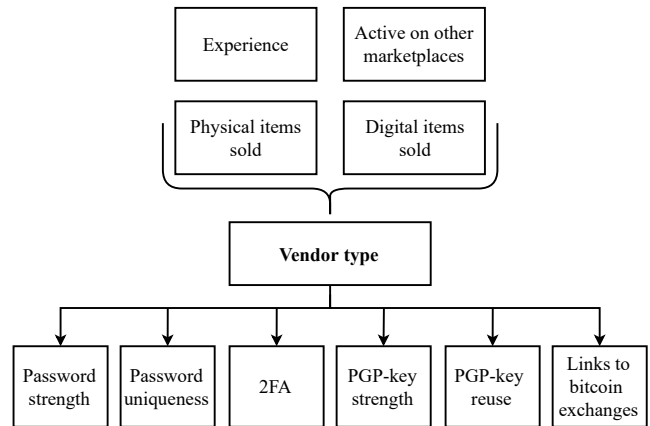 Experience
Active on other
marketplaces
Physical items
sold
Digital items
sold
Vendor type
Password
strength
Password
uniqueness
2FA
PGP-key
strength
PGP-key
reuse
Links to
bitcoin
exchanges